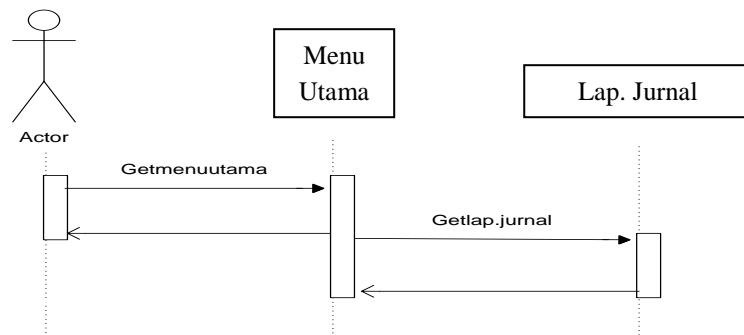 Menu
Utama
Lap. Jurnal
Actor
Getmenuutama
Getlap.jurnal